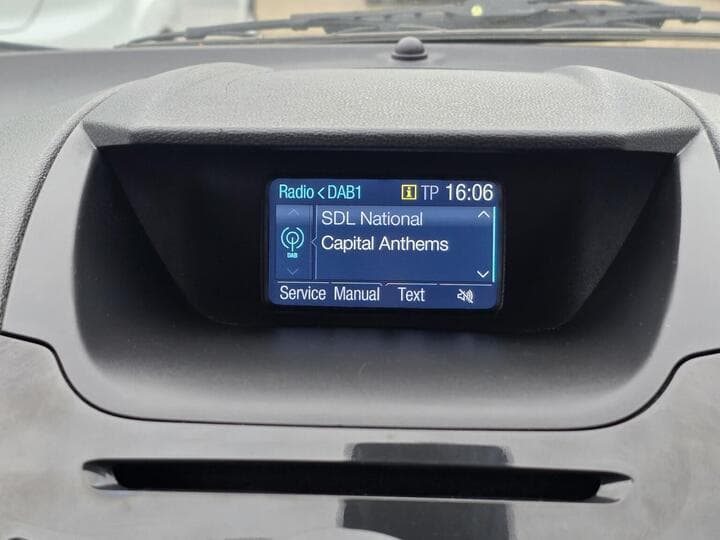 Radio < DAB1 i TP 16:06
SDL National
DAB
Capital Anthems
Service Manual Text